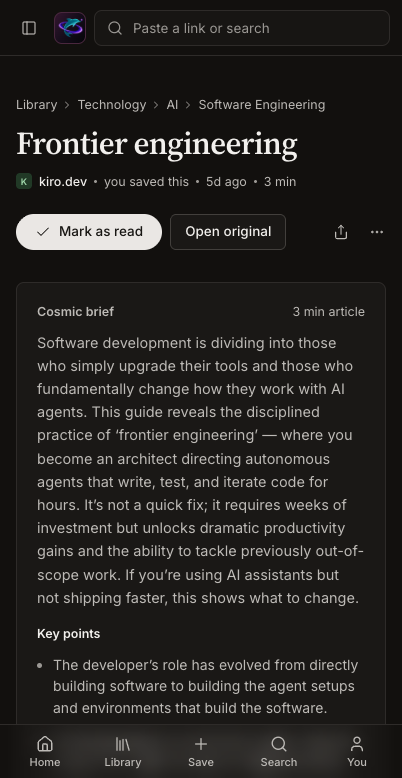 Paste a link or search
Library > Technology > AI > Software Engineering
Frontier engineering
K kiro.dev • you saved this • 5d ago • 3 min
Mark as read
Open original
Cosmic brief
3 min article
Software development is dividing into those
who simply upgrade their tools and those who
fundamentally change how they work with AI
agents. This guide reveals the disciplined
practice of ‘frontier engineering’ — where you
become an architect directing autonomous
agents that write, test, and iterate code for
hours. It’s not a quick fix; it requires weeks of
investment but unlocks dramatic productivity
gains and the ability to tackle previously out-of-
scope work. If you’re using AI assistants but
not shipping faster, this shows what to change.
Key points
• The developer’s role has evolved from directly
building software to building the agent setups
and environments that build the software.
Home
Library
Save
Search
You